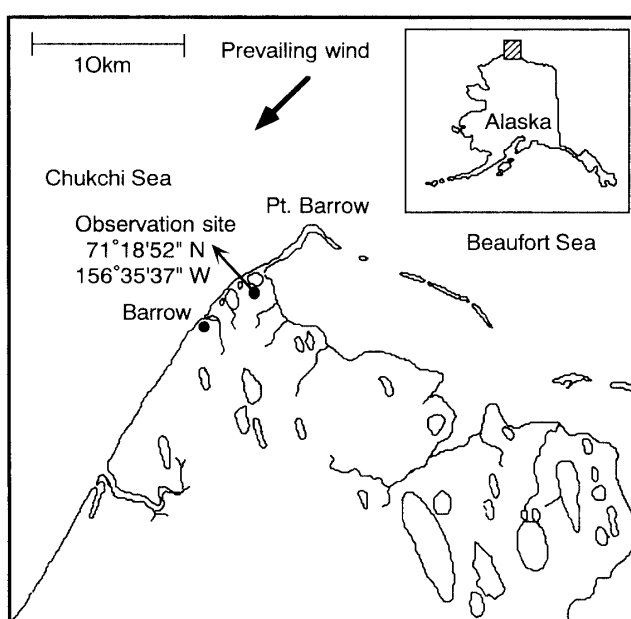 10km
Prevailing wind
Alaska
Chukchi Sea
Pt. Barrow
Observation site
71°18'52" N
156°35'37" W
Beaufort Sea
Barrow